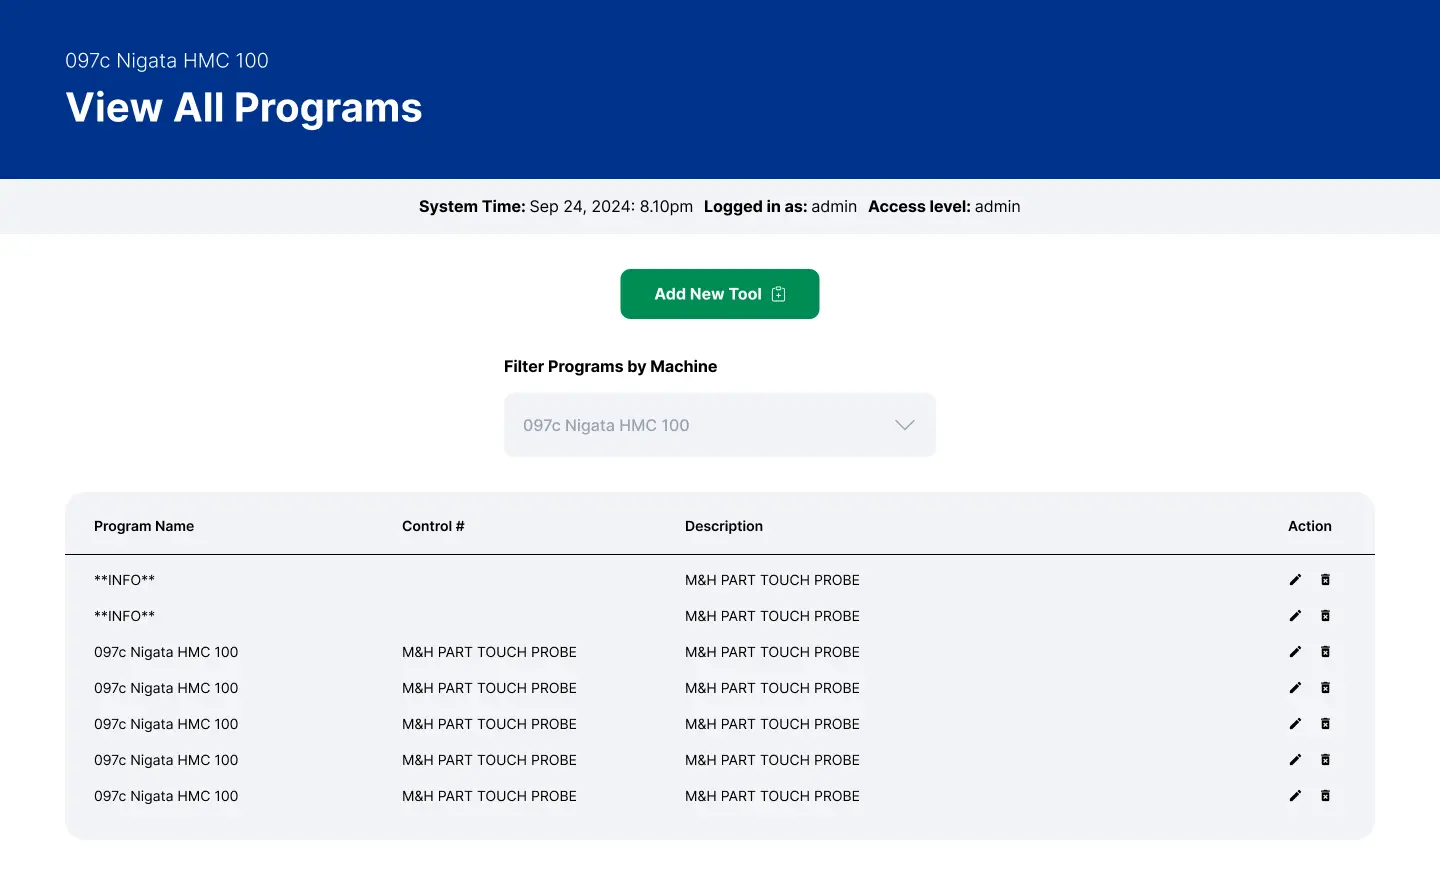 097c Nigata HMC 100
View All Programs
System Time: Sep 24, 2024: 8.10pm Logged in as: admin Access level: admin
Add New Tool
Filter Programs by Machine
097c Nigata HMC 100
Program Name Control # Description Action
**INFO** M&H PART TOUCH PROBE
**INFO** M&H PART TOUCH PROBE
097c Nigata HMC 100 M&H PART TOUCH PROBE M&H PART TOUCH PROBE
097c Nigata HMC 100 M&H PART TOUCH PROBE M&H PART TOUCH PROBE
097c Nigata HMC 100 M&H PART TOUCH PROBE M&H PART TOUCH PROBE
097c Nigata HMC 100 M&H PART TOUCH PROBE M&H PART TOUCH PROBE
097c Nigata HMC 100 M&H PART TOUCH PROBE M&H PART TOUCH PROBE